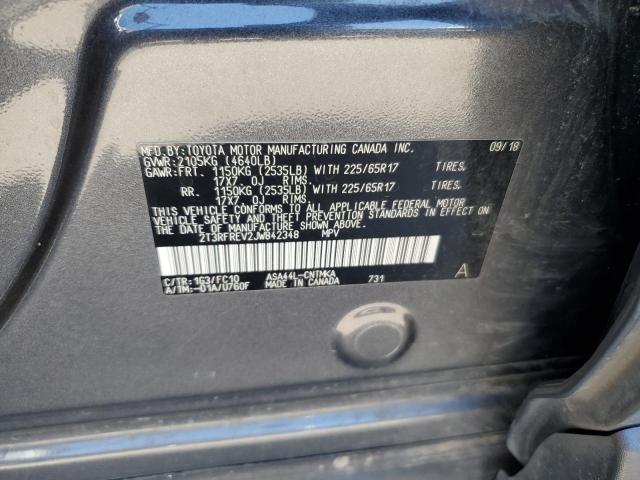 MFD.BY:TOYOTA MOTOR MANUFACTURING CANADA INC. 09/18
GVWR:2105KG (4640LB)
GAWR:FRT. 1150KG (2535LB) WITH 225/65R17 TIRES,
17X7 0J RIMS
RR. 1150KG (2535LB) WITH 225/65R17 TIRES,
17X7 0J RIMS
THIS VEHICLE CONFORMS TO ALL APPLICABLE FEDERAL MOTOR
VEHICLE SAFETY AND THEFT PREVENTION STANDARDS IN EFFECT ON
THE DATE OF MANUFACTURE SHOWN ABOVE.
2T3RFREV2JW842348 MPV
C/TR:1G3/FC10 ASA44L-CNTMKA A
A/TM:-01A/U760F MADE IN CANADA 731